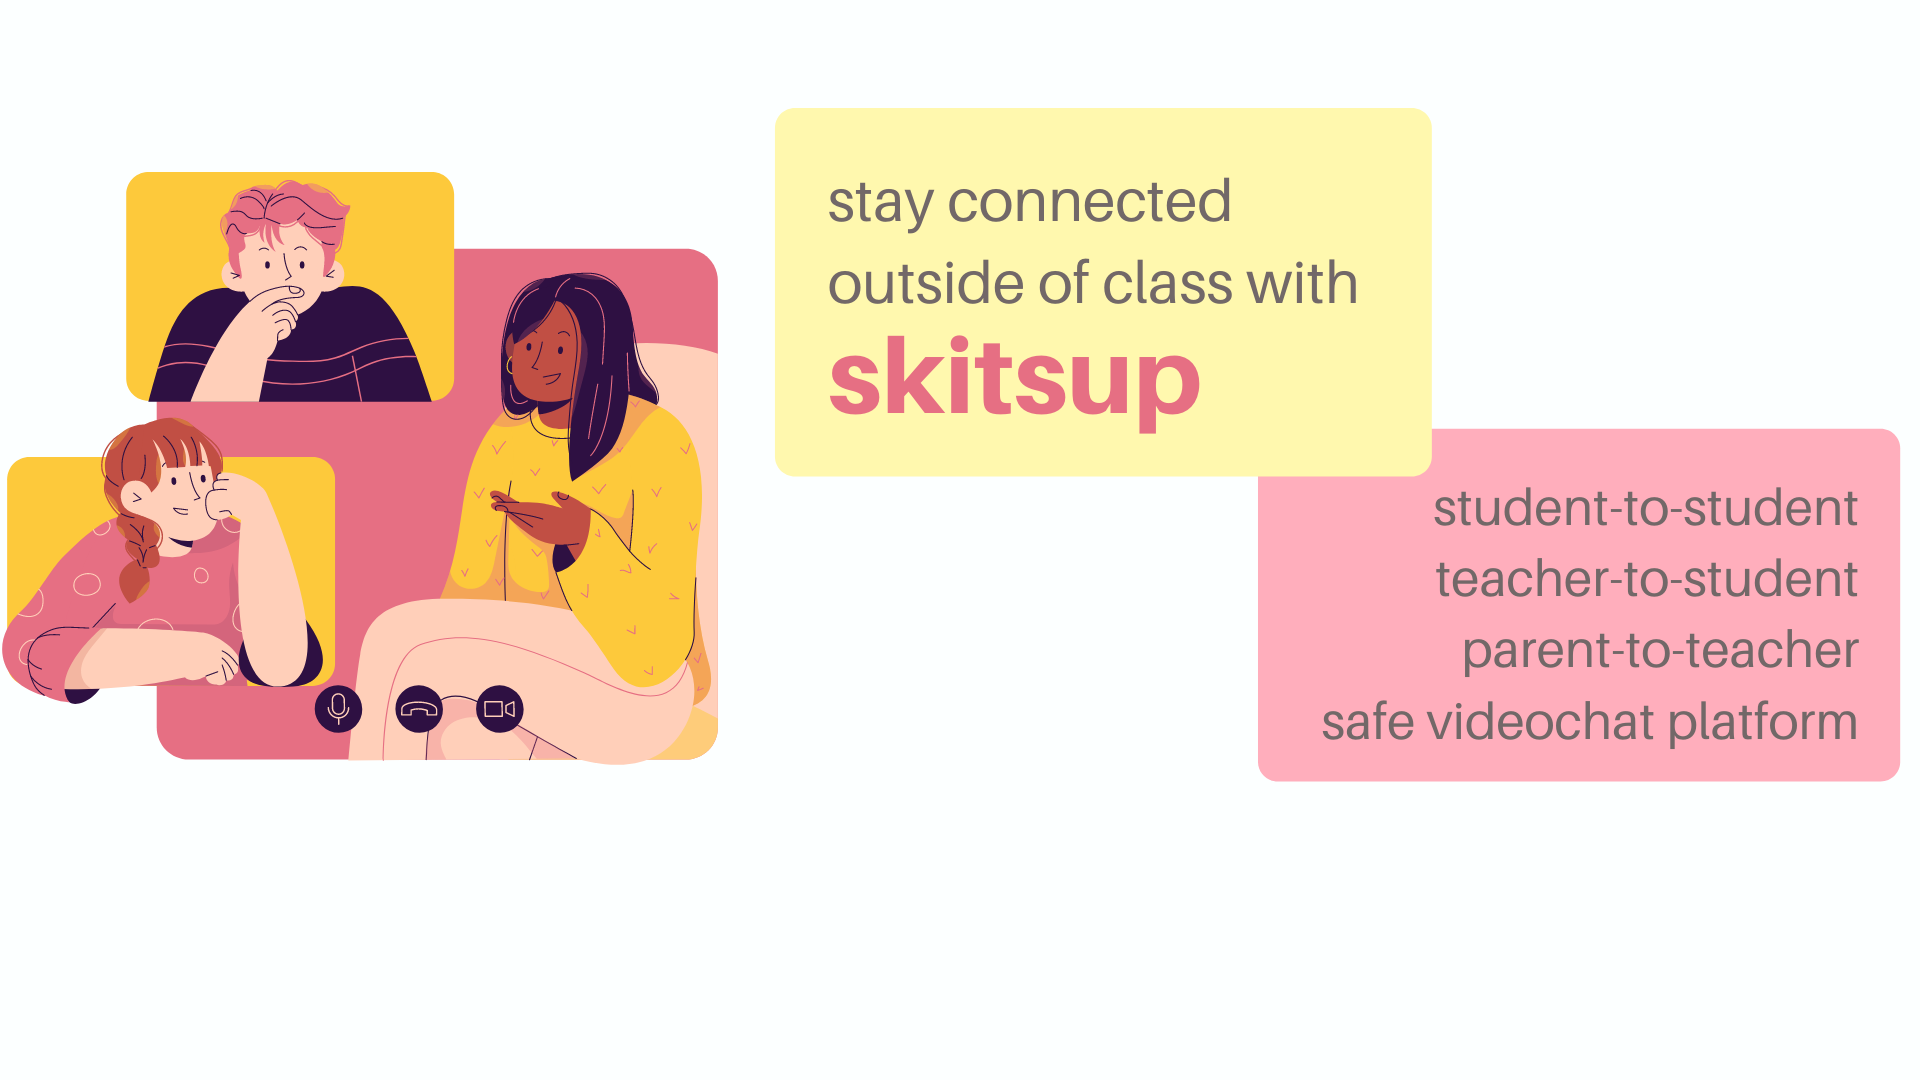 stay connected
outside of class with
skitsup
student-to-student
teacher-to-student
parent-to-teacher
safe videochat platform